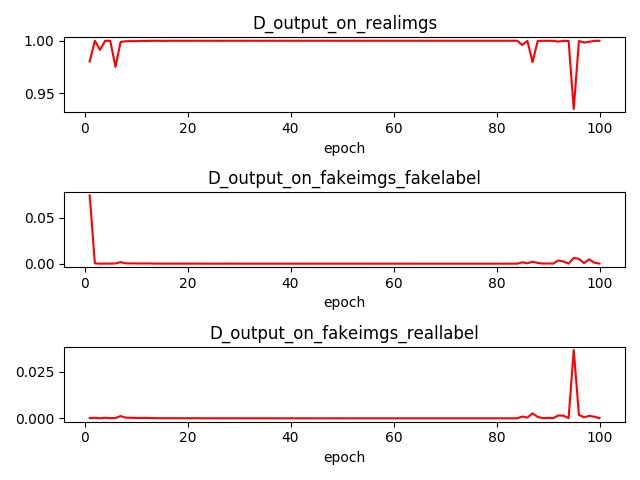 D_output_on_realimgs
1.00
0.95
0 20 40 60 80 100
epoch
D_output_on_fakeimgs_fakelabel
0.05
0.00
0 20 40 60 80 100
epoch
D_output_on_fakeimgs_reallabel
0.025
0.000
0 20 40 60 80 100
epoch